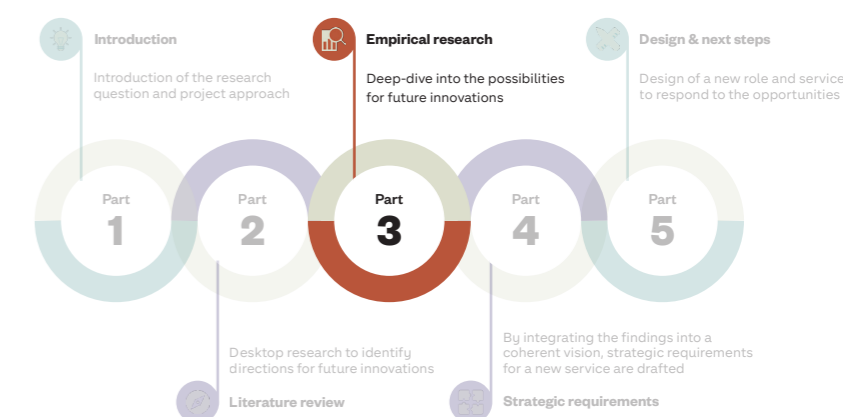 Introduction
Introduction of the research
question and project approach
Empirical research
Deep-dive into the possibilities
for future innovations
Design & next steps
Design of a new role and service
to respond to the opportunities
Part
1
Part
2
Part
3
Part
4
Part
5
Desktop research to identify
directions for future innovations
Literature review
By integrating the findings into a
coherent vision, strategic requirements
for a new service are drafted
Strategic requirements